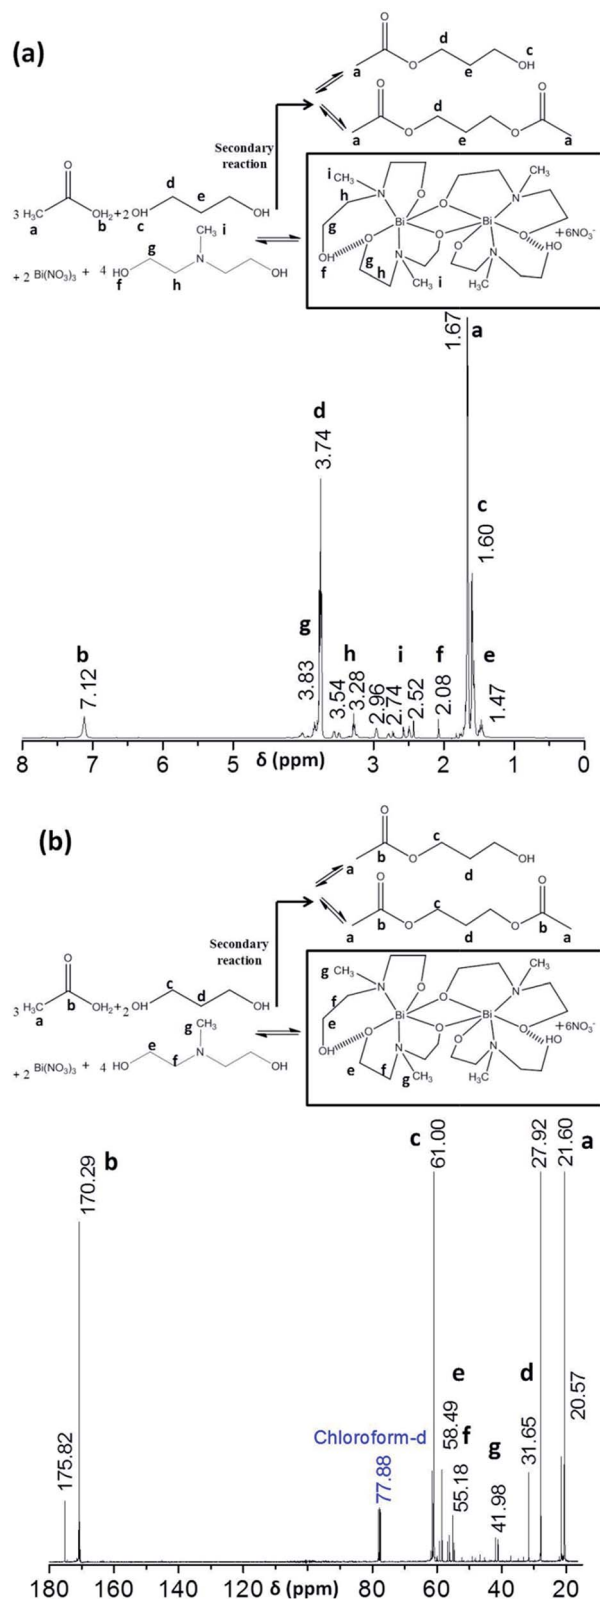 (a)
O
d
c
a
O
e
OH
O
O
d
Secondary
reaction
a
O
e
O
a
O
d
e
3 H₃C
OH₂+2
OH
OH
a
b
c
CH₃ i
g
N
HO
OH
f
h
+ 2 Bi(NO₃)₃ + 4
i
H₃C
h
N
O
O
N
CH₃
g
Bi
O
Bi
OH
O
O
O
O
HO
+6NO₃⁻
f
g
h
N
CH₃ i
N
H₃C
1.67
a
d
3.74
c
1.60
g
b
h
i
f
e
7.12
3.83
3.54
3.28
2.96
2.74
2.52
2.08
1.47
8 7 6 5 δ (ppm) 3 2 1 0
(b)
O
c
a
b
O
d
OH
O
O
c
Secondary
reaction
a
b
O
d
O
b
a
O
c
d
3 H₃C
b
OH₂+2
OH
OH
a
g CH₃
e
N
HO
f
OH
+ 2 Bi(NO₃)₃ + 4
g
H₃C
f
N
O
O
N
CH₃
e
Bi
O
Bi
OH
O
O
O
O
HO
+6NO₃⁻
e
f
N
g CH₃
N
H₃C
b
170.29
c
61.00
27.92
21.60
a
e
d
f
g
175.82
Chloroform-d
77.88
58.49
55.18
41.98
31.65
20.57
180 160 140 120 δ (ppm) 80 60 40 20